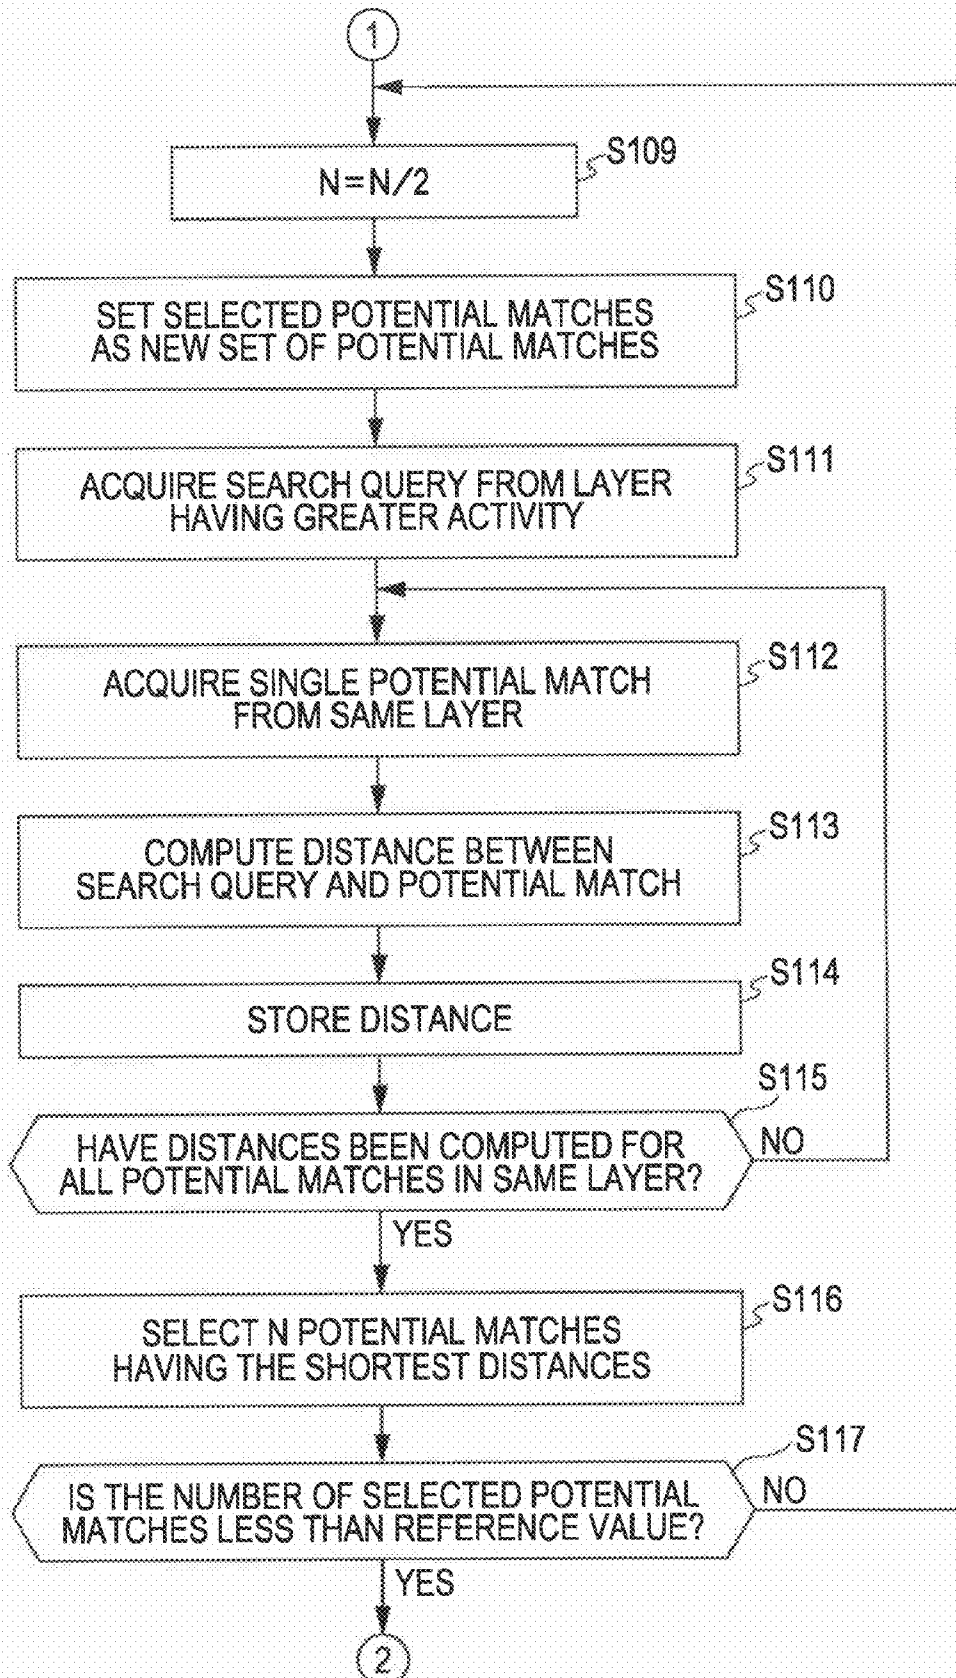 1
S109
N=N/2
S110
SET SELECTED POTENTIAL MATCHES
AS NEW SET OF POTENTIAL MATCHES
S111
ACQUIRE SEARCH QUERY FROM LAYER
HAVING GREATER ACTIVITY
S112
ACQUIRE SINGLE POTENTIAL MATCH
FROM SAME LAYER
S113
COMPUTE DISTANCE BETWEEN
SEARCH QUERY AND POTENTIAL MATCH
S114
STORE DISTANCE
S115
HAVE DISTANCES BEEN COMPUTED FOR
ALL POTENTIAL MATCHES IN SAME LAYER?
NO
YES
S116
SELECT N POTENTIAL MATCHES
HAVING THE SHORTEST DISTANCES
S117
IS THE NUMBER OF SELECTED POTENTIAL
MATCHES LESS THAN REFERENCE VALUE?
NO
YES
2